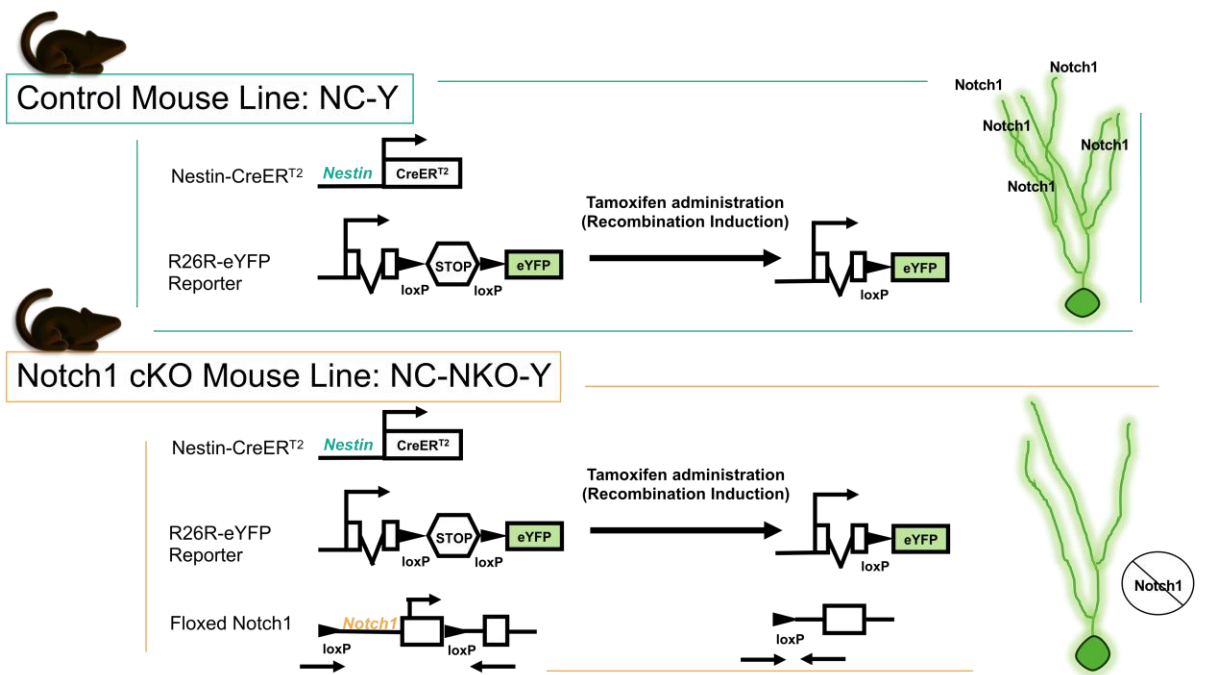 Control Mouse Line: NC-Y
Nestin-CreERT2
Nestin
CreERT2
R26R-eYFP
Reporter
STOP
eYFP
loxP
loxP
Tamoxifen administration
(Recombination Induction)
eYFP
loxP
Notch1
Notch1
Notch1
Notch1
Notch1
Notch1 cKO Mouse Line: NC-NKO-Y
Nestin-CreERT2
Nestin
CreERT2
R26R-eYFP
Reporter
STOP
eYFP
loxP
loxP
Tamoxifen administration
(Recombination Induction)
eYFP
loxP
Floxed Notch1
Notch1
loxP
loxP
loxP
Notch1